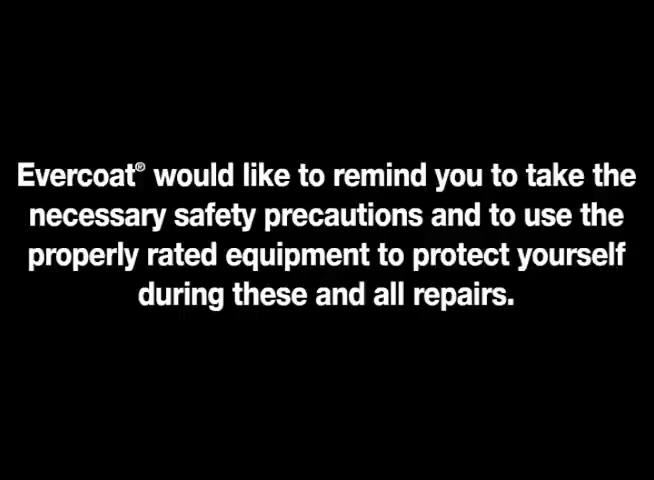 Evercoat® would like to remind you to take the
necessary safety precautions and to use the
properly rated equipment to protect yourself
during these and all repairs.